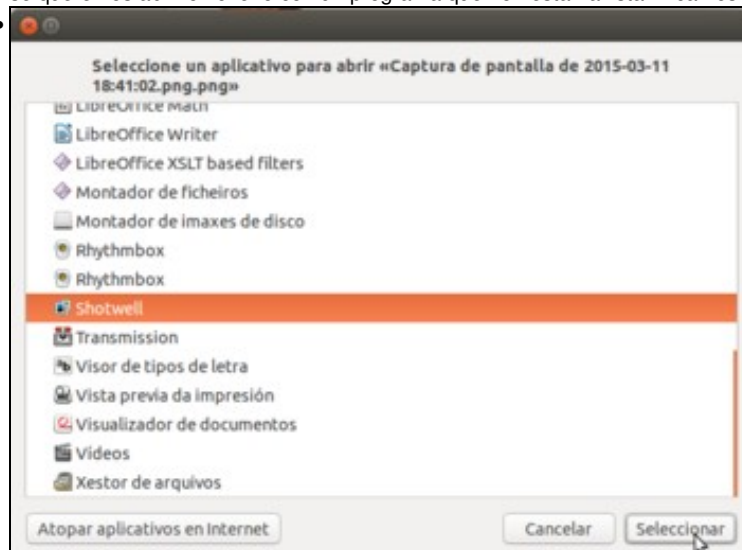 Seleccione un aplicativo para abrir «Captura de pantalla de 2015-03-11
18:41:02.png.png»
LibreOffice Math
LibreOffice Writer
LibreOffice XSLT based filters
Montador de ficheiros
Montador de imaxes de disco
Rhythmbox
Rhythmbox
Shotwell
Transmission
Visor de tipos de letra
Vista previa da impresión
Visualizador de documentos
Vídeos
Xestor de arquivos
Atopar aplicativos en Internet Cancelar Seleccionar